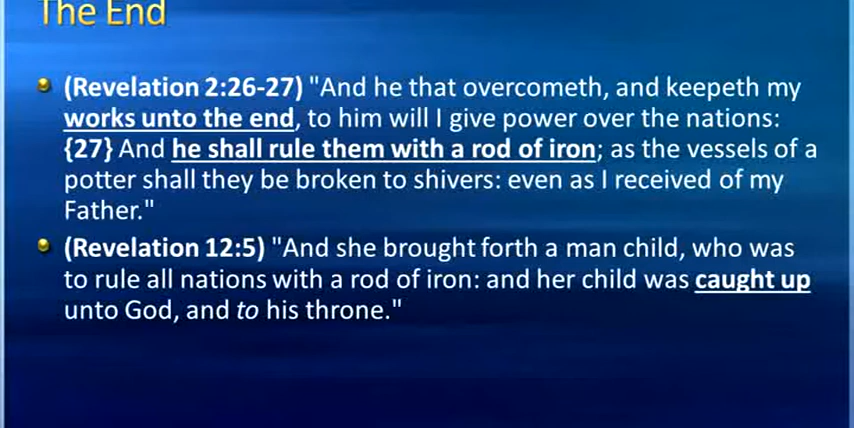 The End
(Revelation 2:26-27) "And he that overcometh, and keepeth my
works unto the end, to him will I give power over the nations:
{27} And he shall rule them with a rod of iron; as the vessels of a
potter shall they be broken to shivers: even as I received of my
Father."
(Revelation 12:5) "And she brought forth a man child, who was
to rule all nations with a rod of iron: and her child was caught up
unto God, and to his throne."